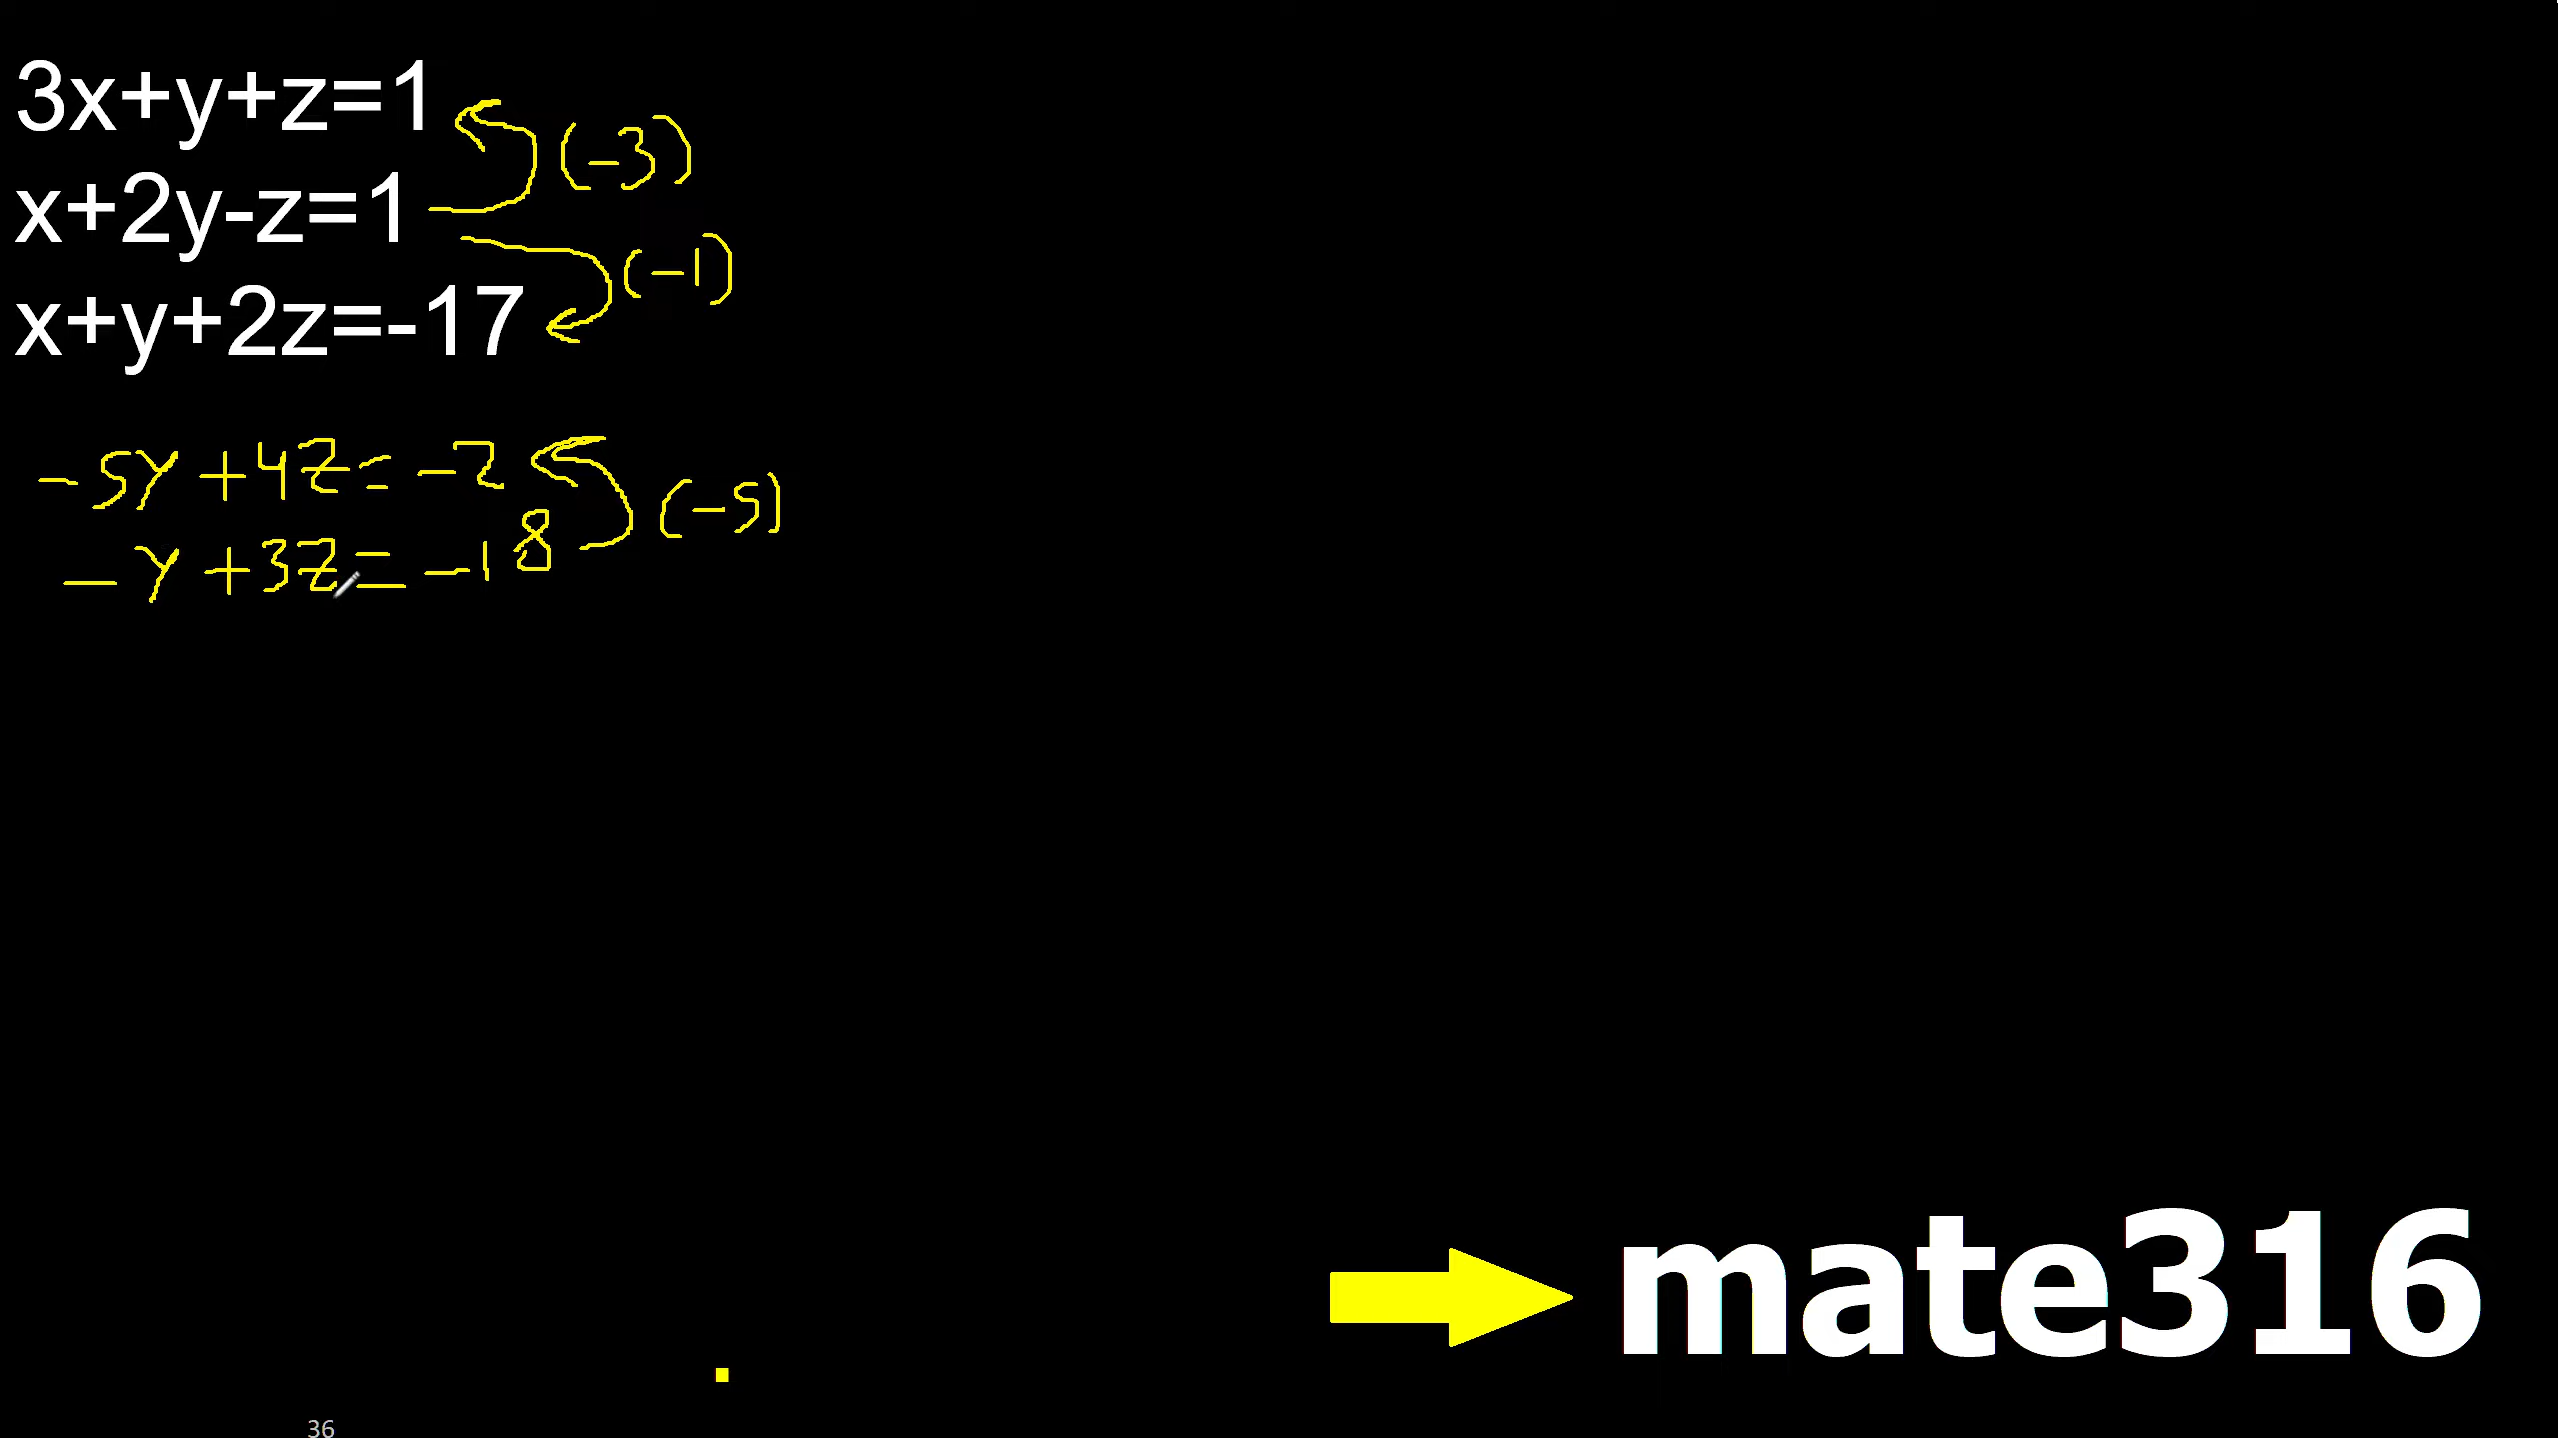 3x+y+z=1
(-3)
x+2y-z=1
(-1)
x+y+2z=-17
-5y+4z=-2
(-5)
-y+3z=-18
mate316
36